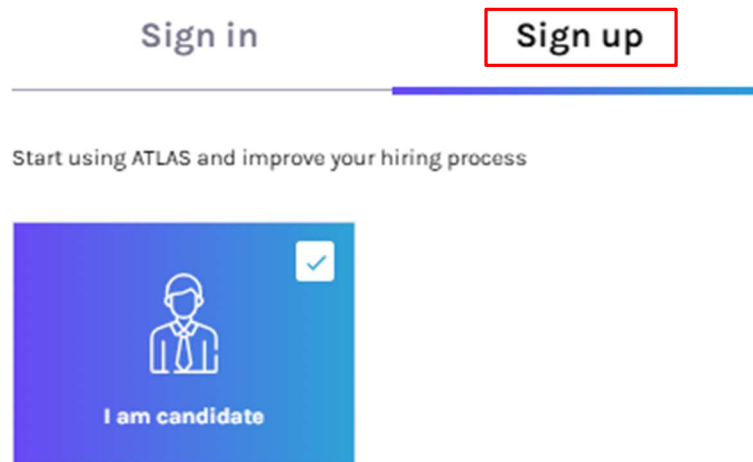 Sign in
Sign up
Start using ATLAS and improve your hiring process
I am candidate